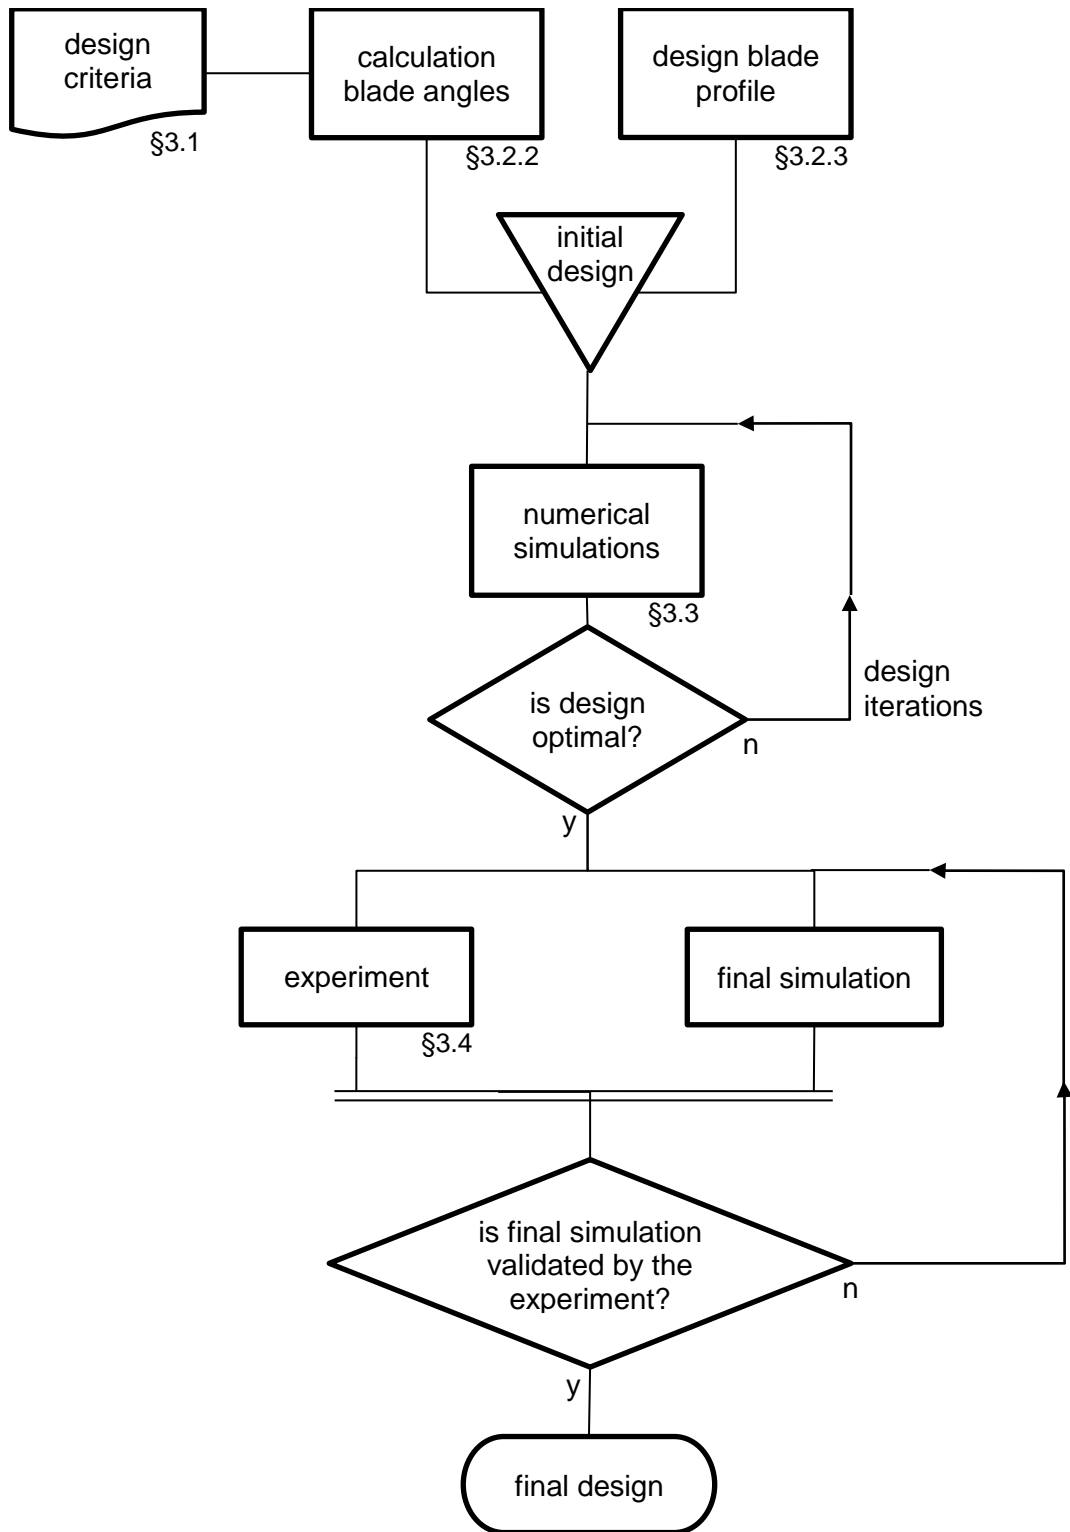 design
criteria
§3.1
calculation
blade angles
§3.2.2
design blade
profile
§3.2.3
initial
design
numerical
simulations
§3.3
is design
optimal?
n
design
iterations
y
experiment
§3.4
final simulation
is final simulation
validated by the
experiment?
n
y
final design